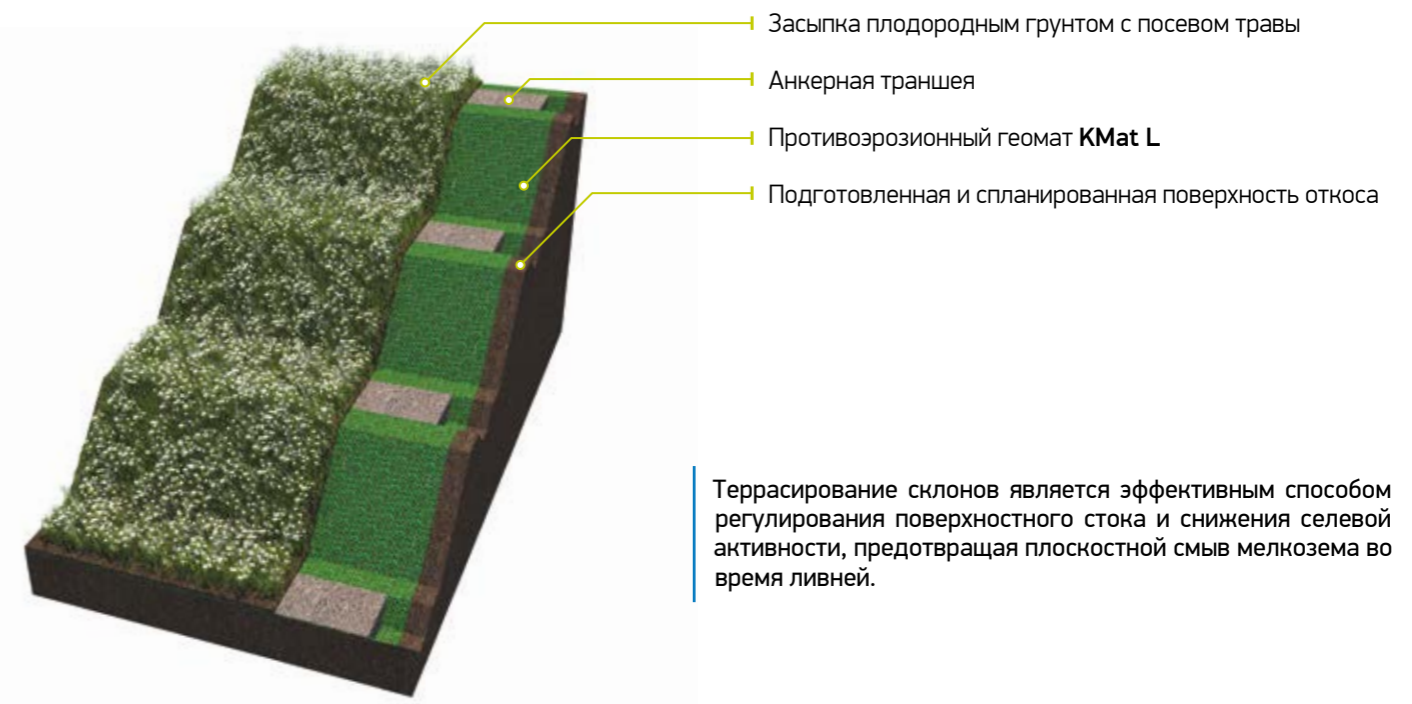 Засыпка плодородным грунтом с посевом травы
Анкерная траншея
Противоэрозионный геомат KMat L
Подготовленная и спланированная поверхность откоса
Террасирование склонов является эффективным способом
регулирования поверхностного стока и снижения селевой
активности, предотвращая плоскостной смыв мелкозема во
время ливней.